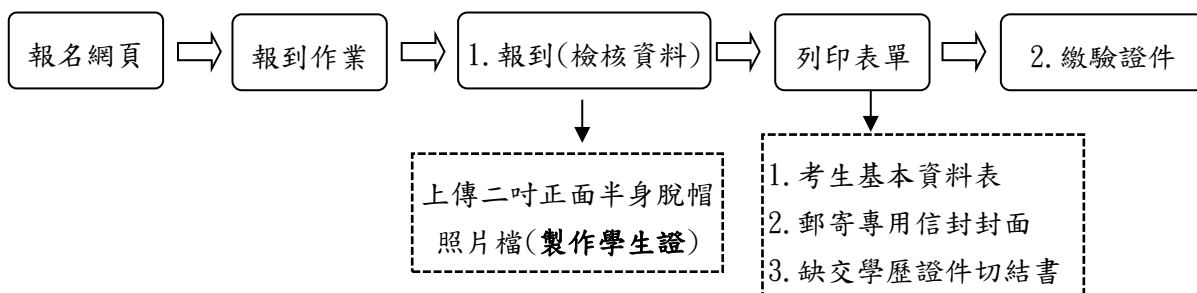 報名網頁
報到作業
1.報到(檢核資料)
列印表單
2.繳驗證件
上傳二吋正面半身脫帽
照片檔(製作學生證)
1.考生基本資料表
2.郵寄專用信封封面
3.缺交學歷證件切結書